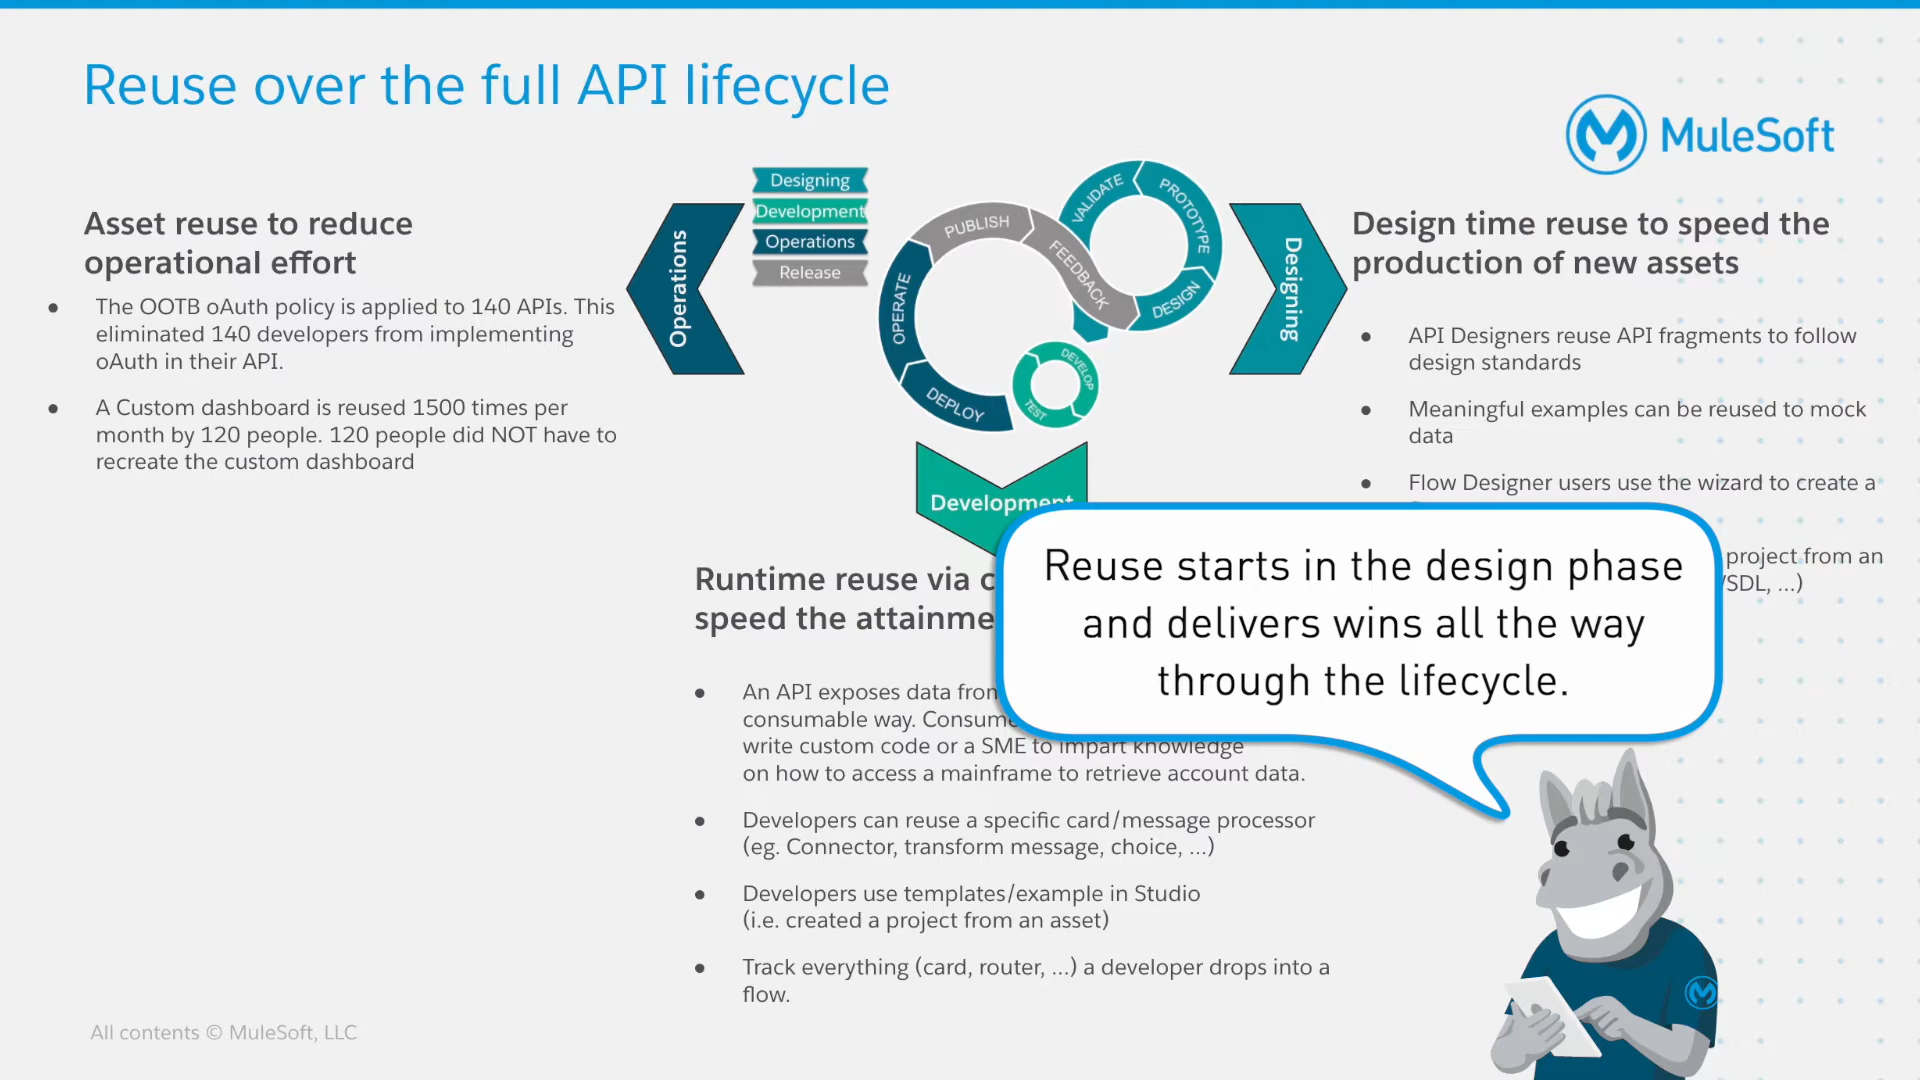 Reuse over the full API lifecycle
MuleSoft
Asset reuse to reduce
operational effort
● The OOTB oAuth policy is applied to 140 APIs. This
eliminated 140 developers from implementing
oAuth in their API.
● A Custom dashboard is reused 1500 times per
month by 120 people. 120 people did NOT have to
recreate the custom dashboard
Operations
Designing
Development
Operations
Release
PUBLISH
FEEDBACK
VALIDATE
PROTOTYPE
DESIGN
OPERATE
DEPLOY
DEVELOP
TEST
Designing
Development
Design time reuse to speed the
production of new assets
● API Designers reuse API fragments to follow
design standards
● Meaningful examples can be reused to mock
data
● Flow Designer users use the wizard to create a
project from an
...)
Runtime reuse via
speed the
● An API exposes data
consumable way.
write custom code or a SME to impart knowledge
on how to access a mainframe to retrieve account data.
● Developers can reuse a specific card/message processor
(eg. Connector, transform message, choice, ...)
● Developers use templates/example in Studio
(i.e. created a project from an asset)
● Track everything (card, router, ...) a developer drops into a
flow.
Reuse starts in the design phase
and delivers wins all the way
through the lifecycle.
All contents © MuleSoft, LLC